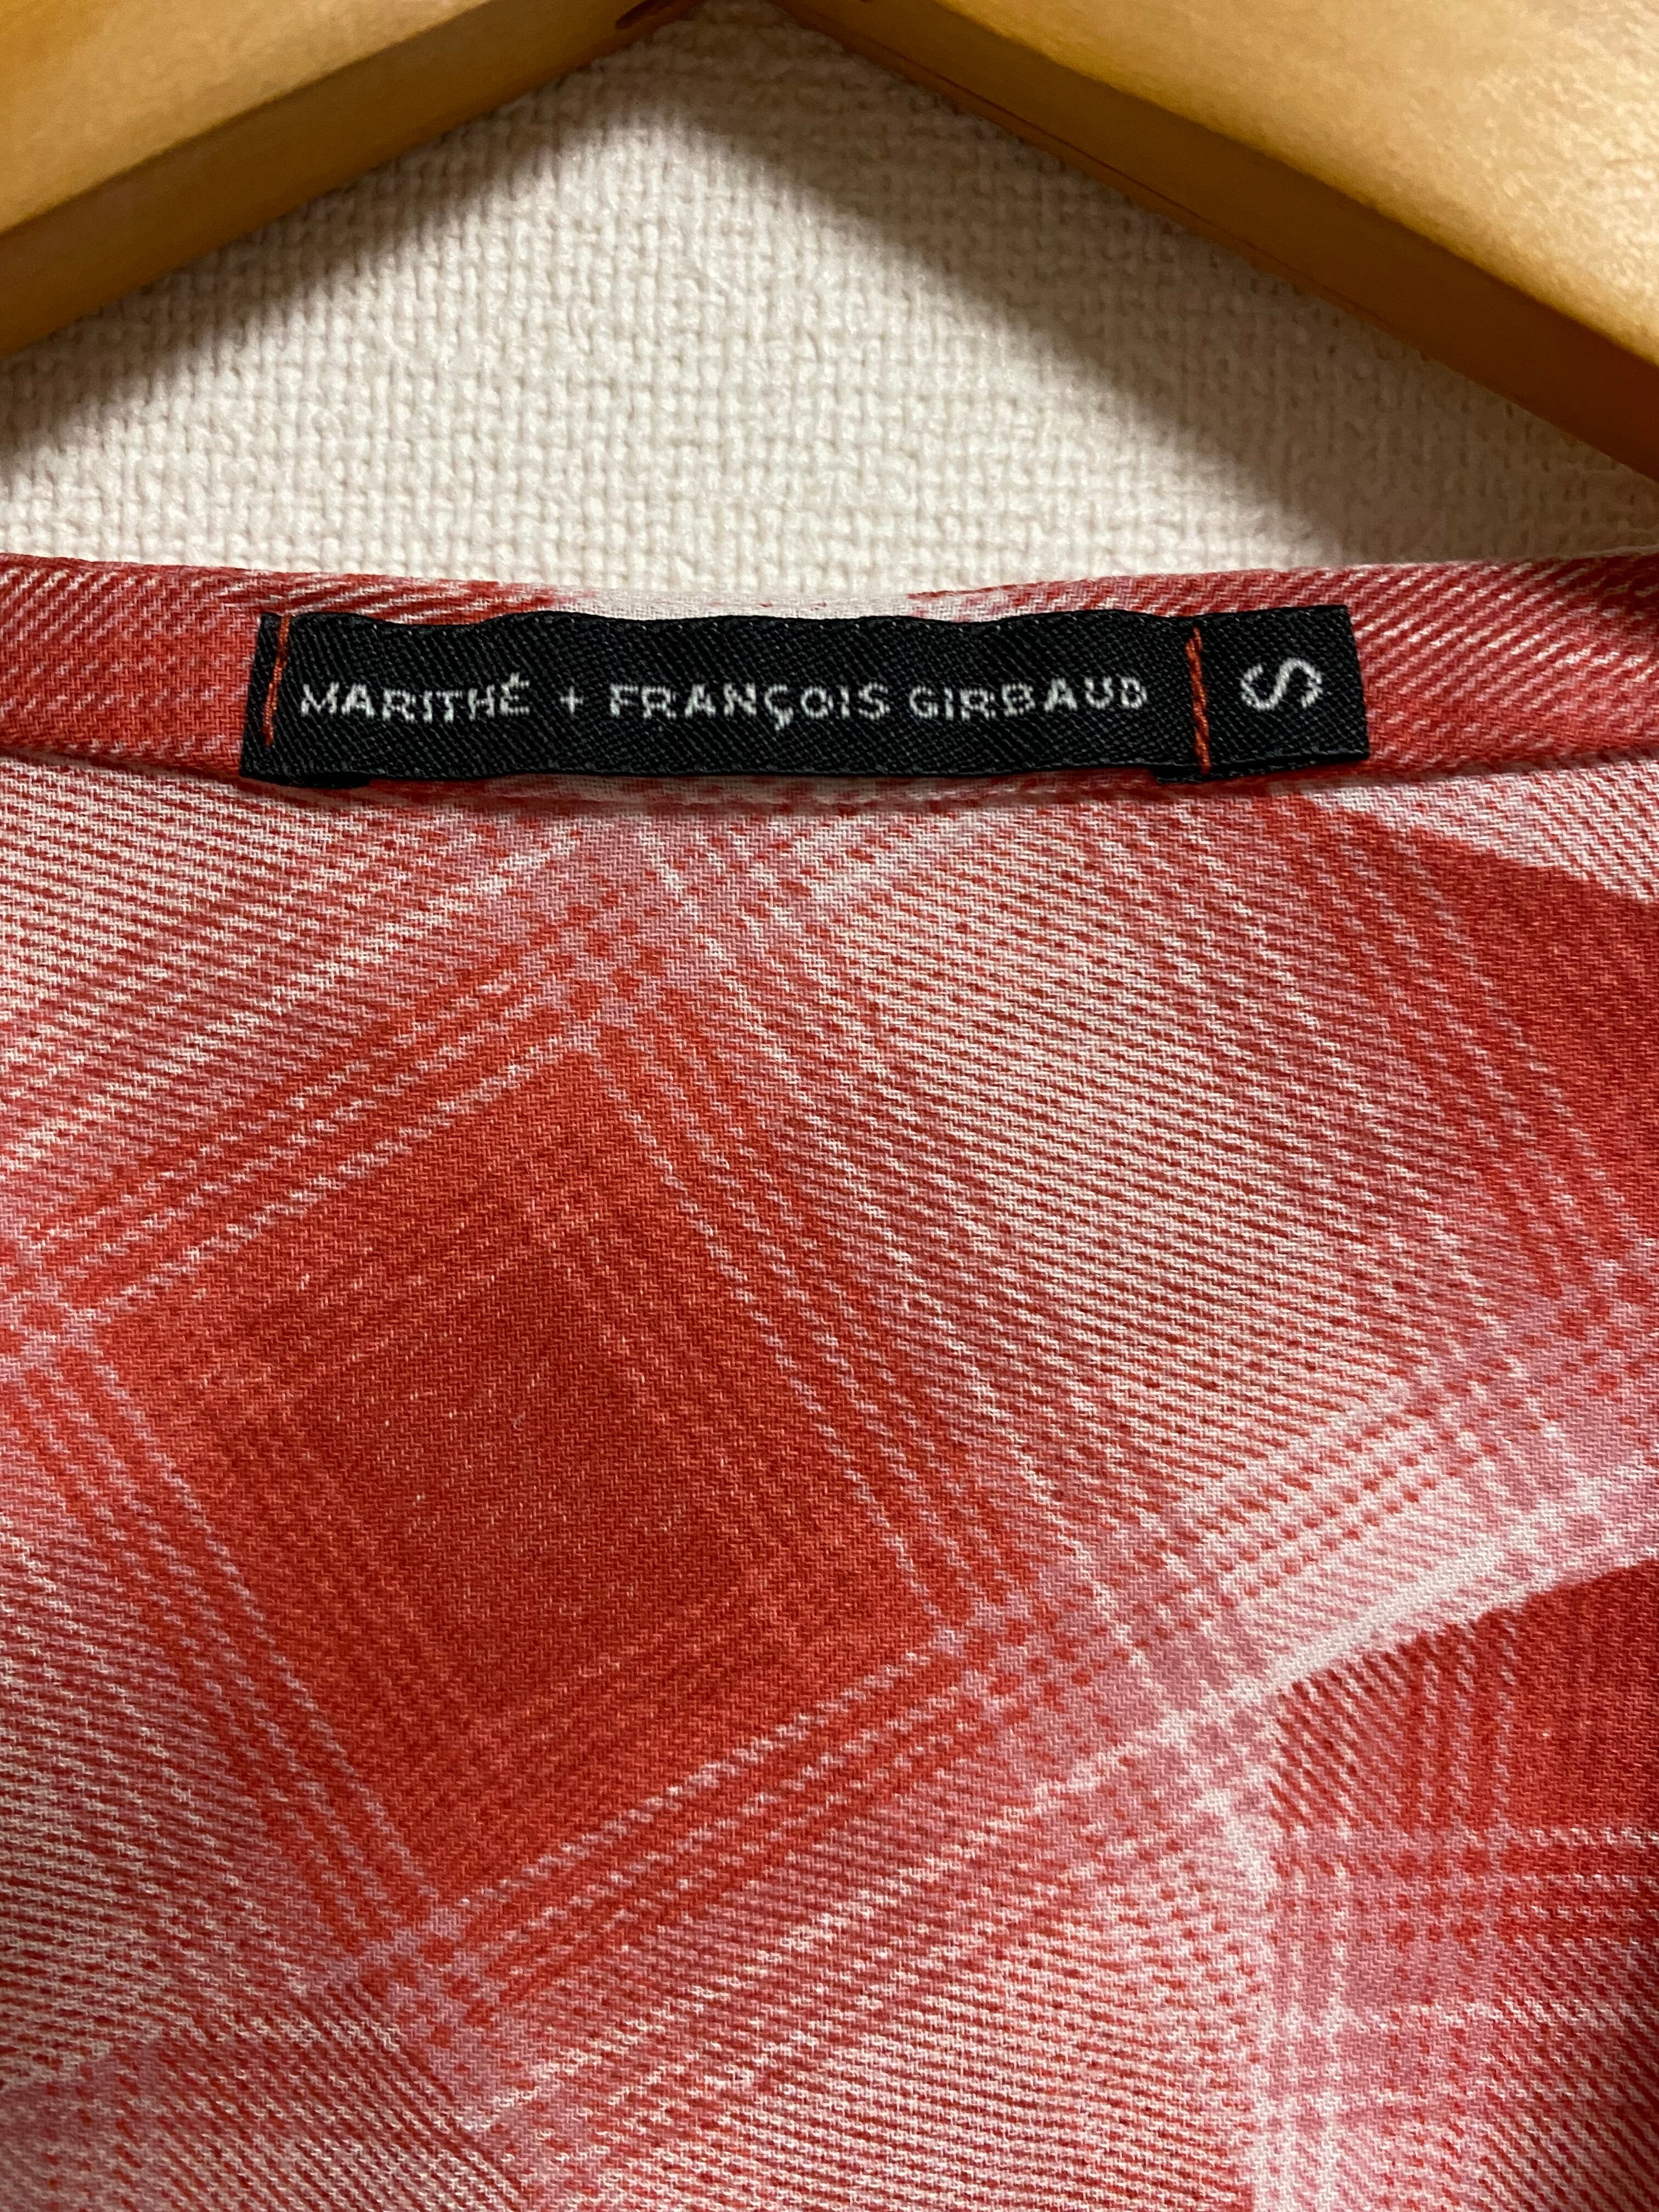 MARITHÉ + FRANÇOIS GIRBAUD S